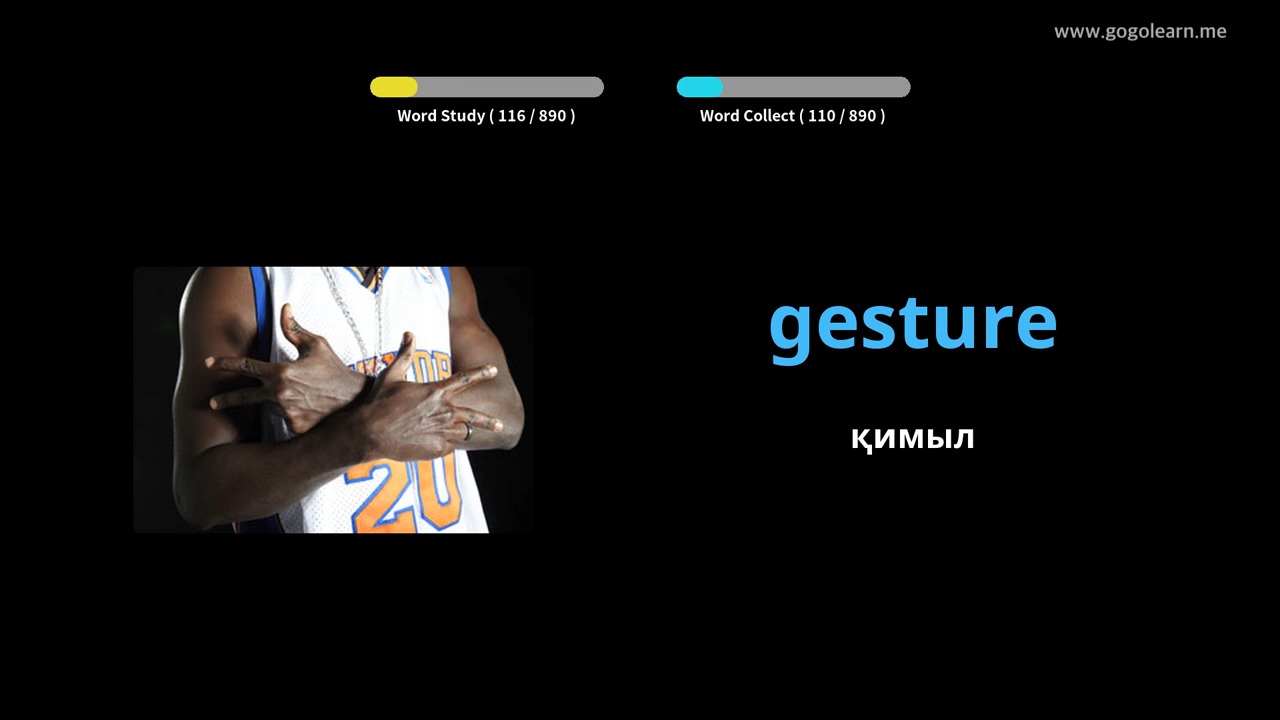 www.gogolearn.me
Word Study ( 116 / 890 )
Word Collect ( 110 / 890 )
gesture
қимыл
20